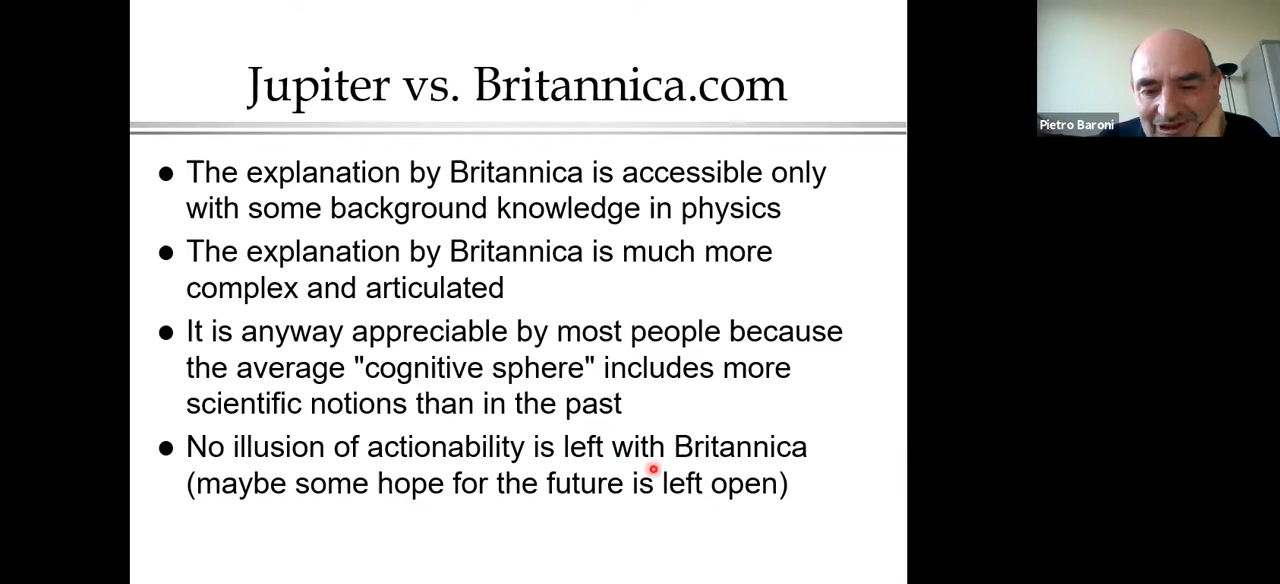 Jupiter vs. Britannica.com
Pietro Baroni
● The explanation by Britannica is accessible only
with some background knowledge in physics
● The explanation by Britannica is much more
complex and articulated
● It is anyway appreciable by most people because
the average "cognitive sphere" includes more
scientific notions than in the past
● No illusion of actionability is left with Britannica
(maybe some hope for the future is left open)